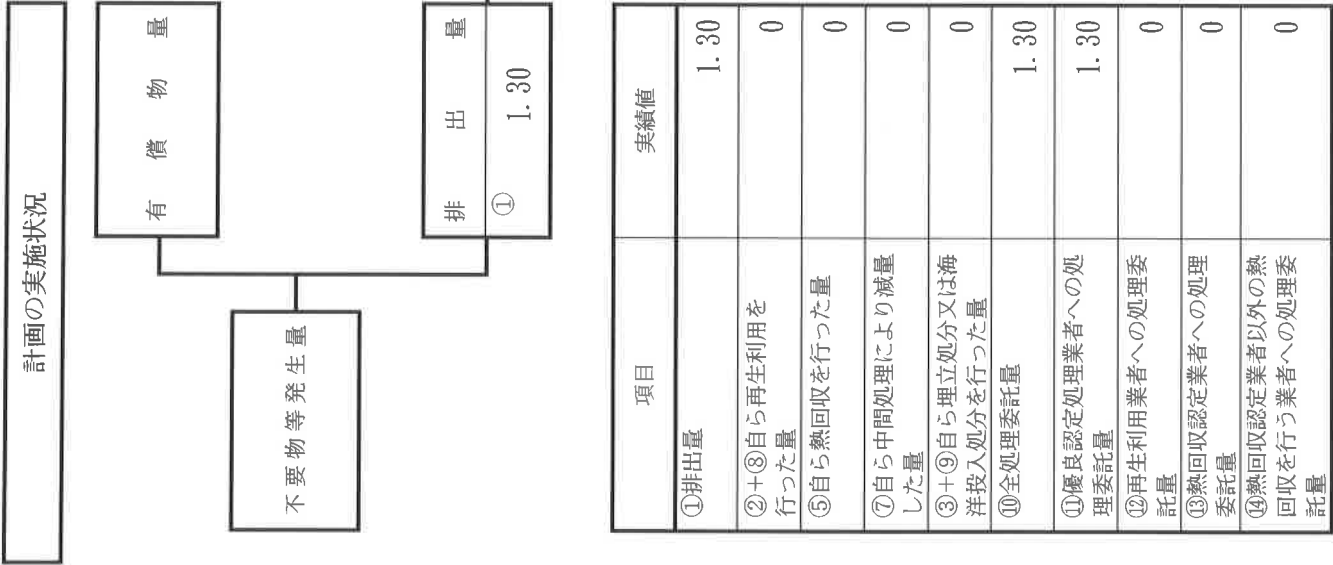 計画の実施状況
有償物量
不要物等発生量
排出量
①
1.30
項目 実績値
①排出量 1.30
②+⑧自ら再生利用を
行った量 0
⑤自ら熱回収を行った量 0
⑦自ら中間処理により減量
した量 0
③+⑨自ら埋立処分又は海
洋投入処分を行った量 0
⑩全処理委託量 1.30
⑪優良認定処理業者への処
理委託量 1.30
⑫再生利用業者への処理委
託量 0
⑬熱回収認定業者への処理
委託量 0
⑭熱回収認定業者以外の熱
回収を行う業者への処理委
託量 0